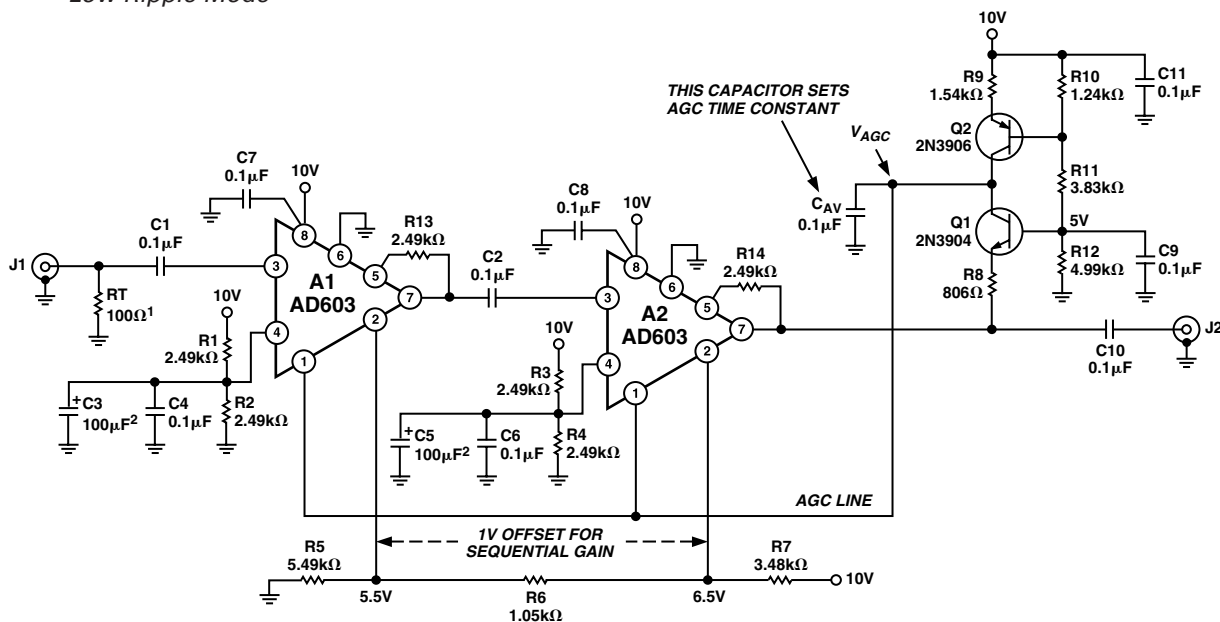 Low Ripple Mode
10V
THIS CAPACITOR SETS
AGC TIME CONSTANT
R9
1.54kΩ
R10
1.24kΩ
C11
0.1µF
VAGC
Q2
2N3906
C7
0.1µF
10V
C8
0.1µF
10V
CAV
0.1µF
R11
3.83kΩ
C1
0.1µF
R13
2.49kΩ
C2
0.1µF
R14
2.49kΩ
Q1
2N3904
5V
J1
8
6
3
5
A1
AD603
7
2
4
1
8
6
3
5
A2
AD603
7
2
4
1
R8
806Ω
R12
4.99kΩ
C9
0.1µF
RT
100Ω1
10V
R1
2.49kΩ
10V
R3
2.49kΩ
C10
0.1µF
J2
+
C3
100µF2
C4
0.1µF
R2
2.49kΩ
+
C5
100µF2
C6
0.1µF
R4
2.49kΩ
AGC LINE
1V OFFSET FOR
SEQUENTIAL GAIN
R5
5.49kΩ
R7
3.48kΩ
10V
5.5V
R6
1.05kΩ
6.5V